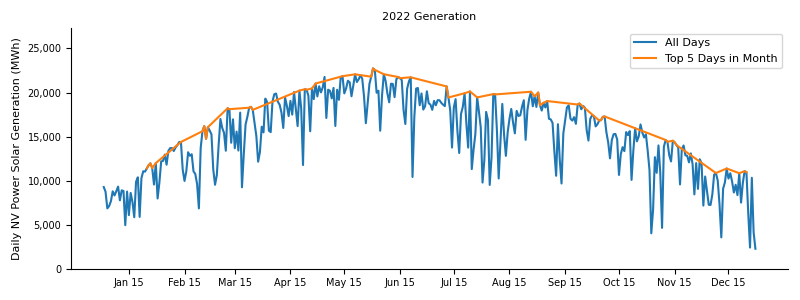 2022 Generation
Daily NV Power Solar Generation (MWh)
25,000
20,000
15,000
10,000
5,000
0
All Days
Top 5 Days in Month
Jan 15 Feb 15 Mar 15 Apr 15 May 15 Jun 15 Jul 15 Aug 15 Sep 15 Oct 15 Nov 15 Dec 15